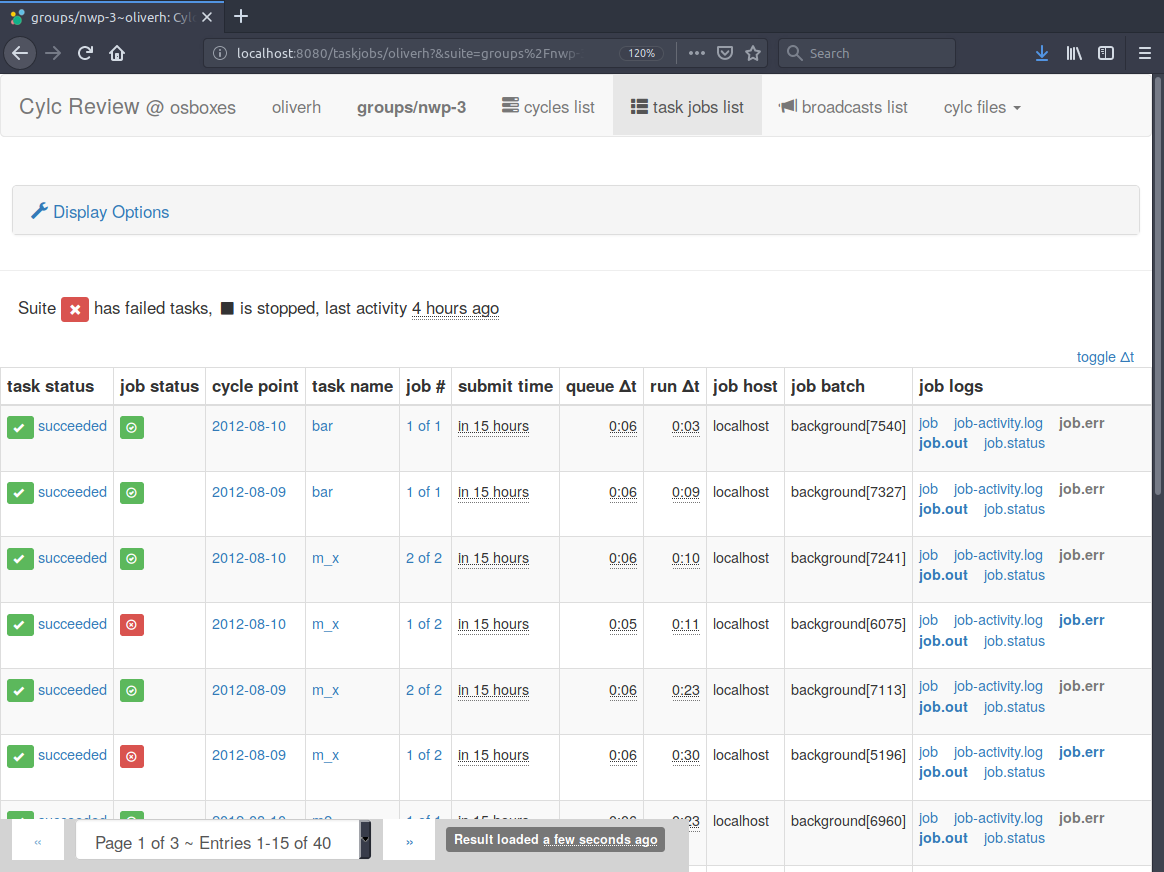 groups/nwp-3~oliverh: Cyl
localhost:8080/taskjobs/oliverh?&suite=groups%2Fnwp- 120% Search
Cylc Review @ osboxes oliverh groups/nwp-3 cycles list task jobs list broadcasts list cylc files
Display Options
Suite has failed tasks, is stopped, last activity 4 hours ago
toggle Δt
task status job status cycle point task name job # submit time queue Δt run Δt job host job batch job logs
succeeded 2012-08-10 bar 1 of 1 in 15 hours 0:06 0:03 localhost background[7540] job job-activity.log job.err
job.out job.status
succeeded 2012-08-09 bar 1 of 1 in 15 hours 0:06 0:09 localhost background[7327] job job-activity.log job.err
job.out job.status
succeeded 2012-08-10 m_x 2 of 2 in 15 hours 0:06 0:10 localhost background[7241] job job-activity.log job.err
job.out job.status
succeeded 2012-08-10 m_x 1 of 2 in 15 hours 0:05 0:11 localhost background[6075] job job-activity.log job.err
job.out job.status
succeeded 2012-08-09 m_x 2 of 2 in 15 hours 0:06 0:23 localhost background[7113] job job-activity.log job.err
job.out job.status
succeeded 2012-08-09 m_x 1 of 2 in 15 hours 0:06 0:30 localhost background[5196] job job-activity.log job.err
job.out job.status
localhost background[6960] job job-activity.log job.err
job.out job.status
« Page 1 of 3 ~ Entries 1-15 of 40 » Result loaded a few seconds ago